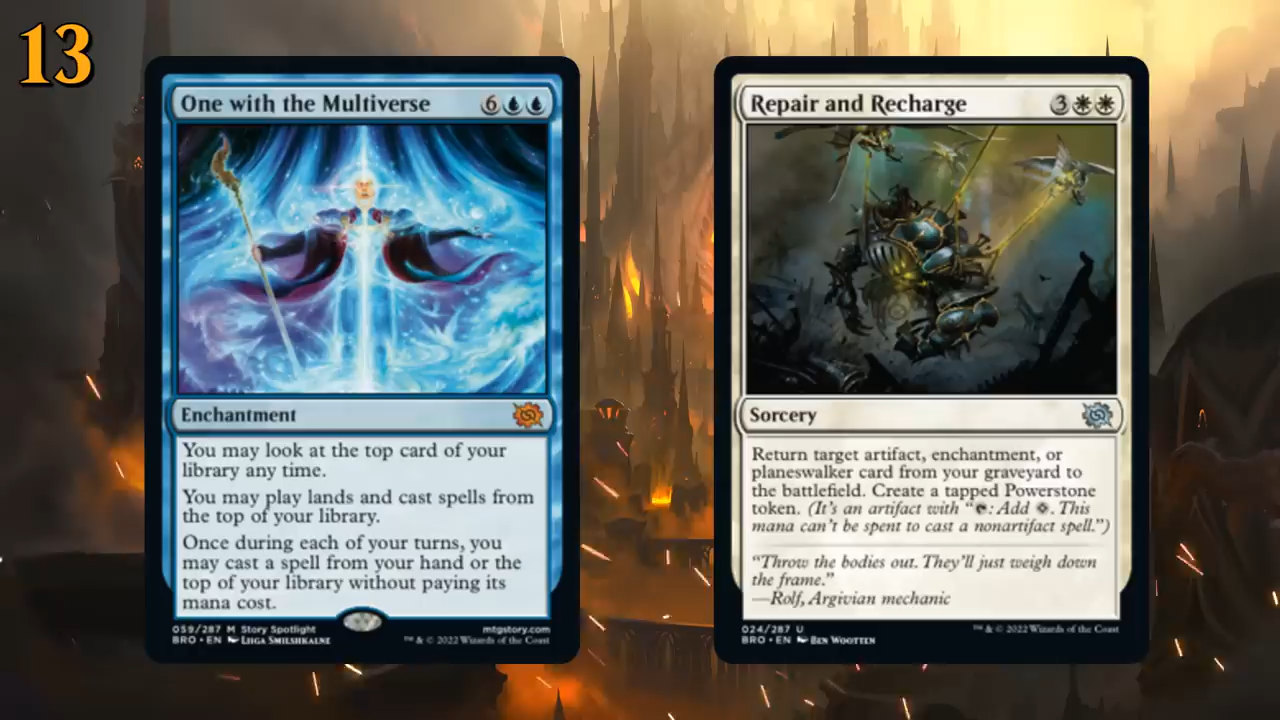 13
One with the Multiverse 6
Enchantment
You may look at the top card of your
library any time.
You may play lands and cast spells from
the top of your library.
Once during each of your turns, you
may cast a spell from your hand or the
top of your library without paying its
mana cost.
059/287 M Story Spotlight mtgstory.com
BRO • EN Liiga Smilshkalne ™ & © 2022 Wizards of the Coast
Repair and Recharge 3
Sorcery
Return target artifact, enchantment, or
planeswalker card from your graveyard to
the battlefield. Create a tapped Powerstone
token. (It's an artifact with “: Add . This
mana can't be spent to cast a nonartifact spell.”)
“Throw the bodies out. They'll just weigh down
the frame.”
—Rolf, Argivian mechanic
024/287 U ™ & © 2022 Wizards of the Coast
BRO • EN Ben Wootten